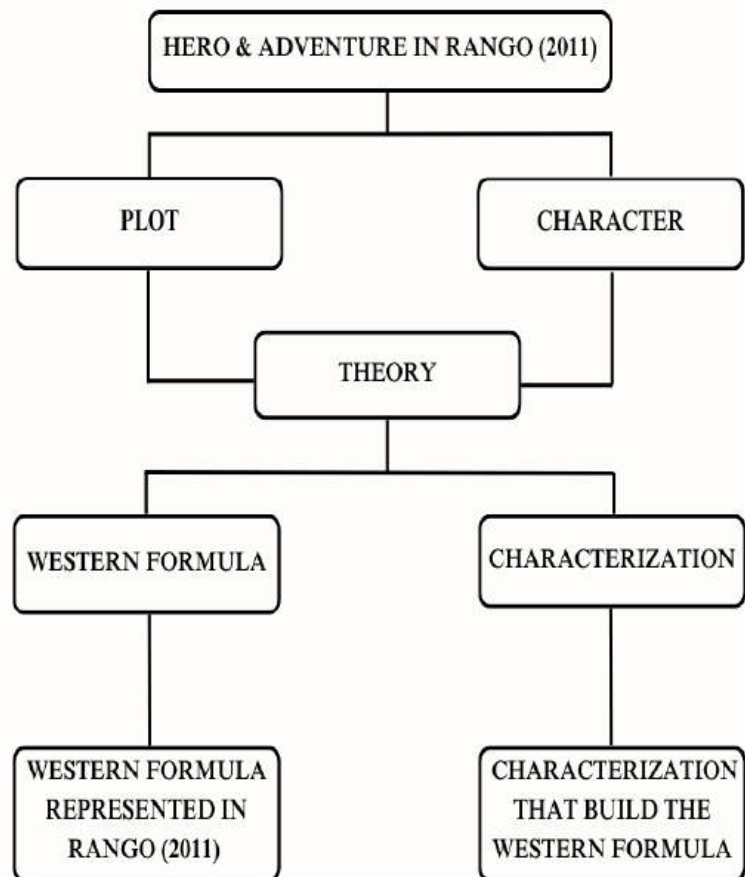 HERO & ADVENTURE IN RANGO (2011)
PLOT
CHARACTER
THEORY
WESTERN FORMULA
CHARACTERIZATION
WESTERN FORMULA
REPRESENTED IN
RANGO (2011)
CHARACTERIZATION
THAT BUILD THE
WESTERN FORMULA